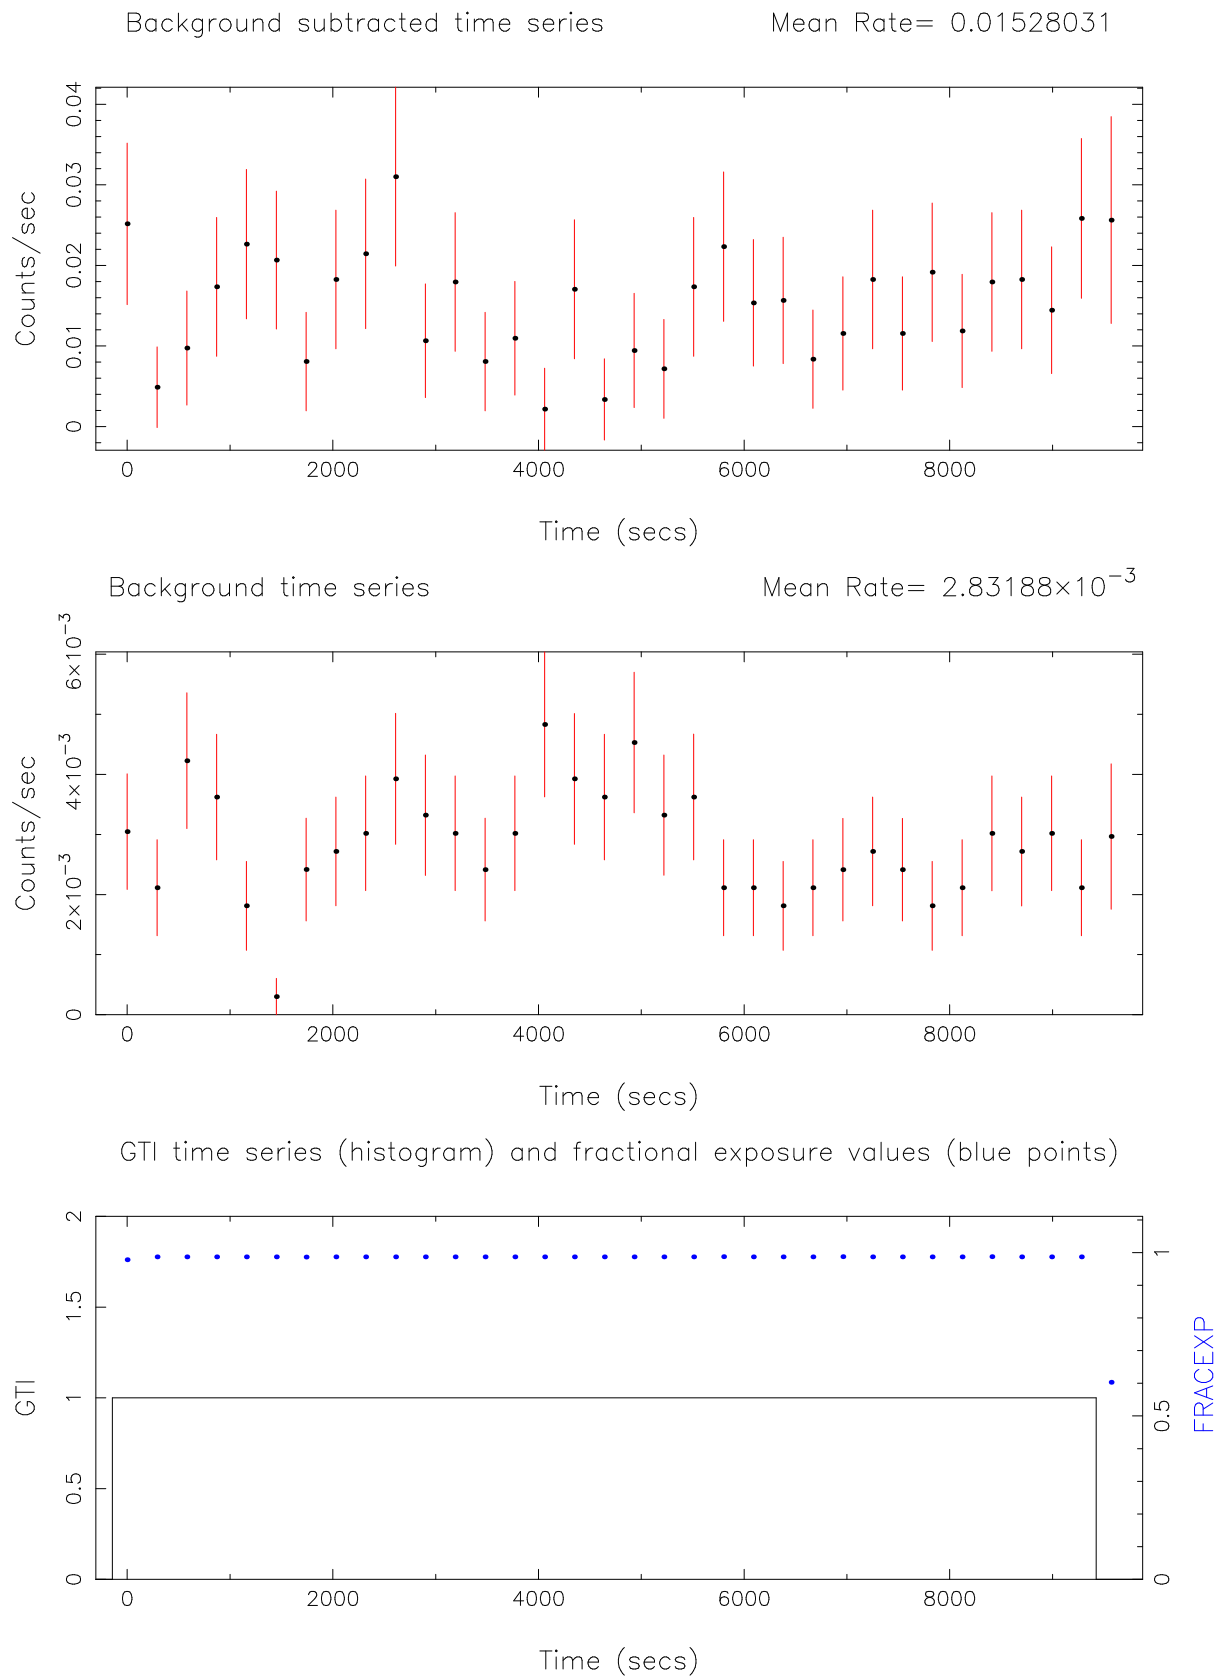 Background subtracted time series Mean Rate= 0.01528031
0.04
0.03
0.02
0.01
0
Counts/sec
0 2000 4000 6000 8000
Time (secs)
Background time series Mean Rate= 2.83188×10⁻³
6×10⁻³
4×10⁻³
2×10⁻³
0
Counts/sec
0 2000 4000 6000 8000
Time (secs)
GTI time series (histogram) and fractional exposure values (blue points)
2
1.5
1
0.5
0
GTI
1
0.5
0
FRACEXP
0 2000 4000 6000 8000
Time (secs)